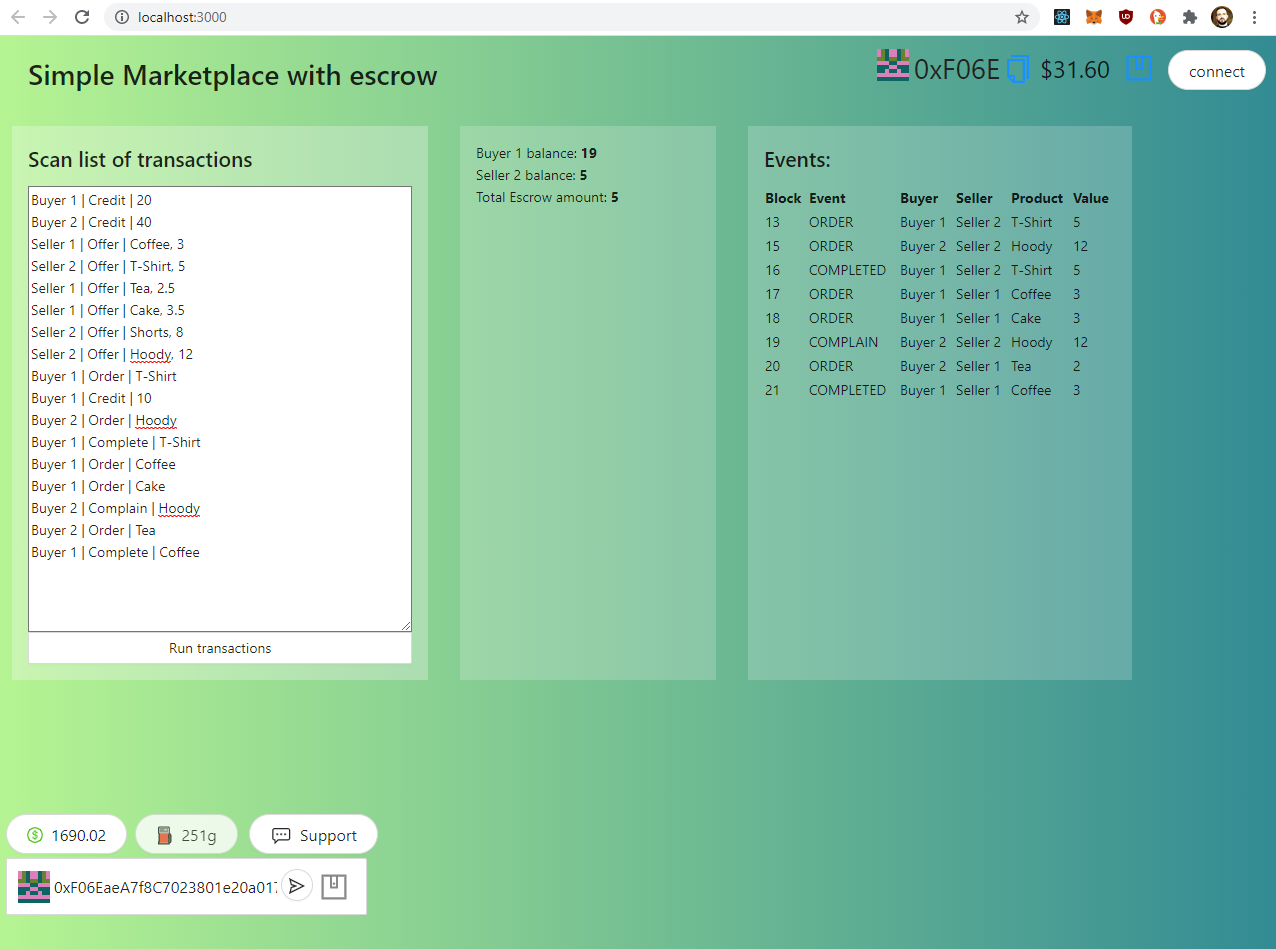 localhost:3000
Simple Marketplace with escrow
0xF06E $31.60 connect
Scan list of transactions
Buyer 1 | Credit | 20
Buyer 2 | Credit | 40
Seller 1 | Offer | Coffee, 3
Seller 2 | Offer | T-Shirt, 5
Seller 1 | Offer | Tea, 2.5
Seller 1 | Offer | Cake, 3.5
Seller 2 | Offer | Shorts, 8
Seller 2 | Offer | Hoody, 12
Buyer 1 | Order | T-Shirt
Buyer 1 | Credit | 10
Buyer 2 | Order | Hoody
Buyer 1 | Complete | T-Shirt
Buyer 1 | Order | Coffee
Buyer 1 | Order | Cake
Buyer 2 | Complain | Hoody
Buyer 2 | Order | Tea
Buyer 1 | Complete | Coffee
Run transactions
Buyer 1 balance: 19
Seller 2 balance: 5
Total Escrow amount: 5
Events:
Block Event Buyer Seller Product Value
13 ORDER Buyer 1 Seller 2 T-Shirt 5
15 ORDER Buyer 2 Seller 2 Hoody 12
16 COMPLETED Buyer 1 Seller 2 T-Shirt 5
17 ORDER Buyer 1 Seller 1 Coffee 3
18 ORDER Buyer 1 Seller 1 Cake 3
19 COMPLAIN Buyer 2 Seller 2 Hoody 12
20 ORDER Buyer 2 Seller 1 Tea 2
21 COMPLETED Buyer 1 Seller 1 Coffee 3
1690.02 251g Support
0xF06EaeA7f8C7023801e20a017